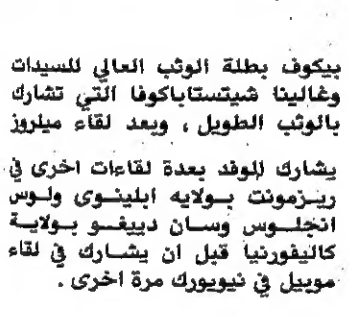 بيكوف بطلة الوثب العالي للسيدات
وغالينا شيتستاباكوفا التي تشارك
بالوثب الطويل ، وبعد لقاء ميلروز
يشارك الوفد بعدة لقاءات اخرى في
ريزمونت بولايه ابلينوى ولوس
انجلوس وسان دييغو بولاية
كاليفورنيا قبل ان يشارك في لقاء
موبيل في نيويورك مرة اخرى .